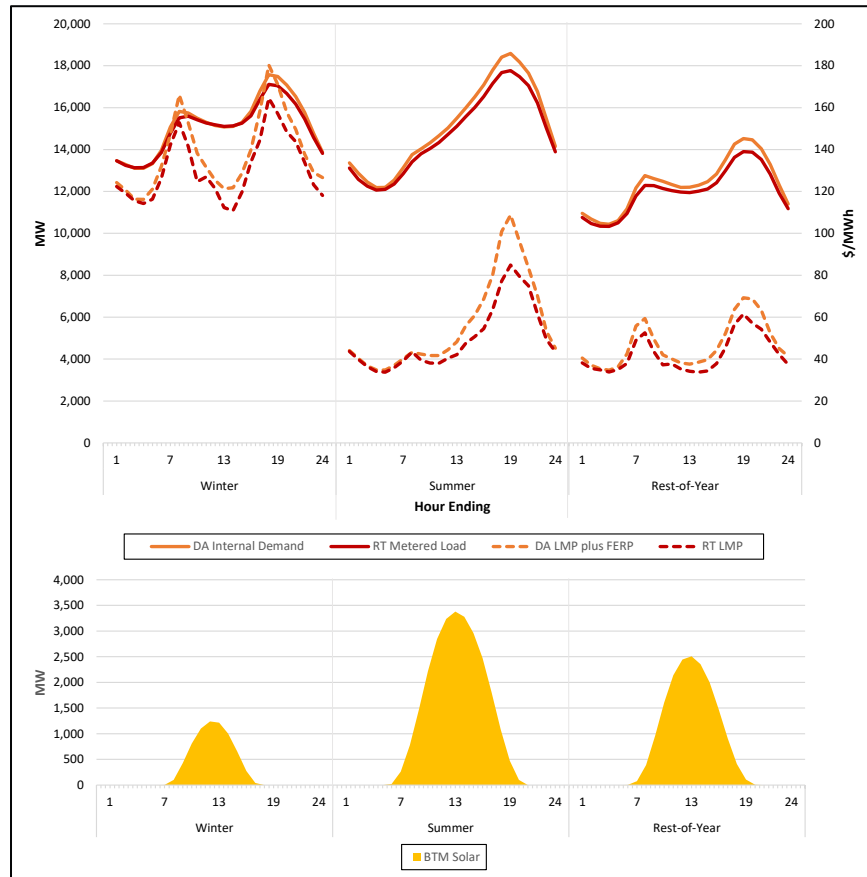 20,000 200
18,000 180
16,000 160
14,000 140
12,000 120
10,000 100
8,000 80
6,000 60
4,000 40
2,000 20
0 0
MW
$/MWh
1 7 13 19 24 1 7 13 19 24 1 7 13 19 24
Winter Summer Rest-of-Year
Hour Ending
DA Internal Demand RT Metered Load DA LMP plus FERP RT LMP
4,000
3,500
3,000
2,500
2,000
1,500
1,000
500
0
MW
1 7 13 19 24 1 7 13 19 24 1 7 13 19 24
Winter Summer Rest-of-Year
BTM Solar